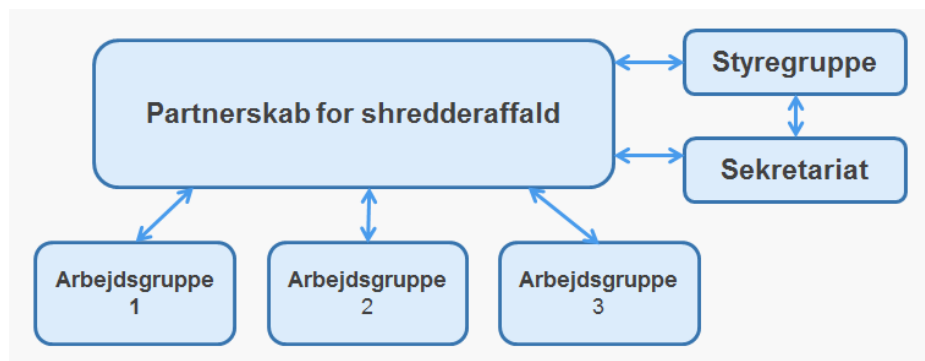 Partnerskab for shredderaffald
Styregruppe
Sekretariat
Arbejdsgruppe
1
Arbejdsgruppe
2
Arbejdsgruppe
3